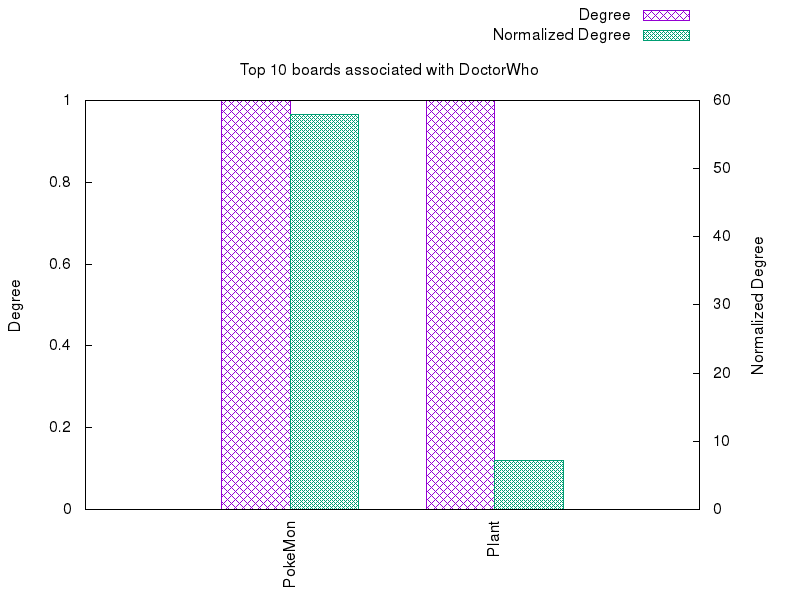 Degree
Normalized Degree
Top 10 boards associated with DoctorWho
1
0.8
0.6
0.4
0.2
0
60
50
40
30
20
10
0
Degree
Normalized Degree
PokeMon
Plant